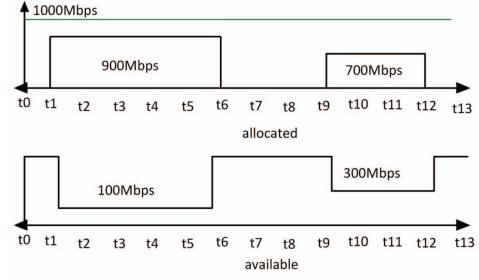 1000Mbps
900Mbps
700Mbps
t0 t1 t2 t3 t4 t5 t6 t7 t8 t9 t10 t11 t12 t13
allocated
100Mbps
300Mbps
t0 t1 t2 t3 t4 t5 t6 t7 t8 t9 t10 t11 t12 t13
available